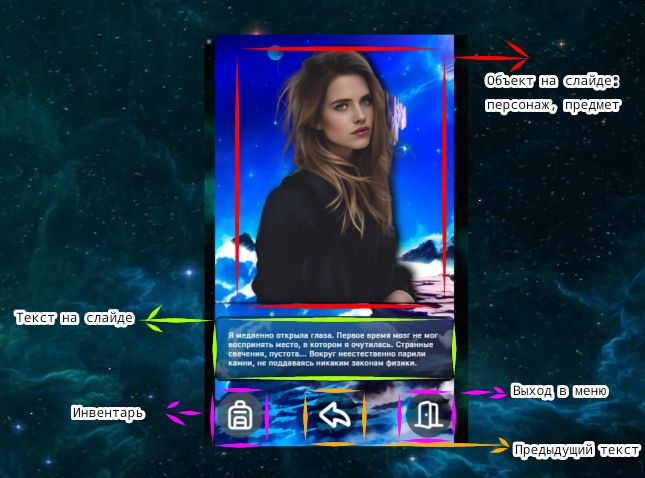 Объект на слайде:
персонаж, предмет
Текст на слайде
Я медленно открыла глаза. Первое время мозг не мог
воспринять место, в котором я очутилась. Странные
свечения, пустота... Вокруг неестественно парили
камни, не поддаваясь никаким законам физики.
Выход в меню
Инвентарь
Предыдущий текст